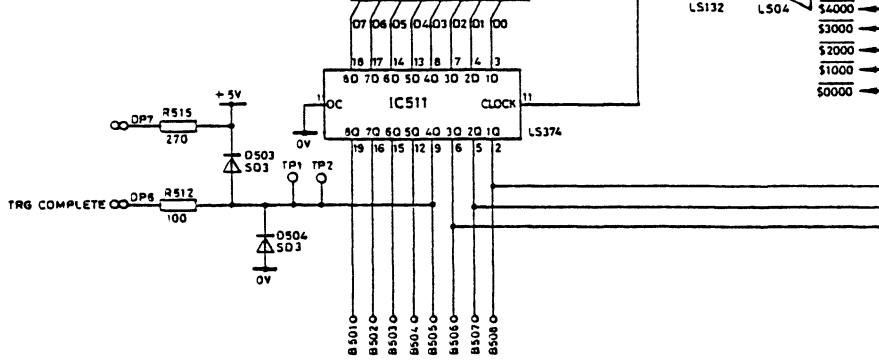 LS132 LS04 $4000
$3000
$2000
$1000
$0000
D7 D6 D5 D4 D3 D2 D1 D0
18 17 14 13 8 7 4 3
8D 7D 6D 5D 4D 3D 2D 1D
1 OC IC511 CLOCK 11
LS374
0V
8Q 7Q 6Q 5Q 4Q 3Q 2Q 1Q
19 16 15 12 9 6 5 2
+5V
DP7 R515
270
D503
SD3
TP1 TP2
TRG COMPLETE DP6 R512
100
D504
SD3
0V
B501 B502 B503 B504 B505 B506 B507 B508